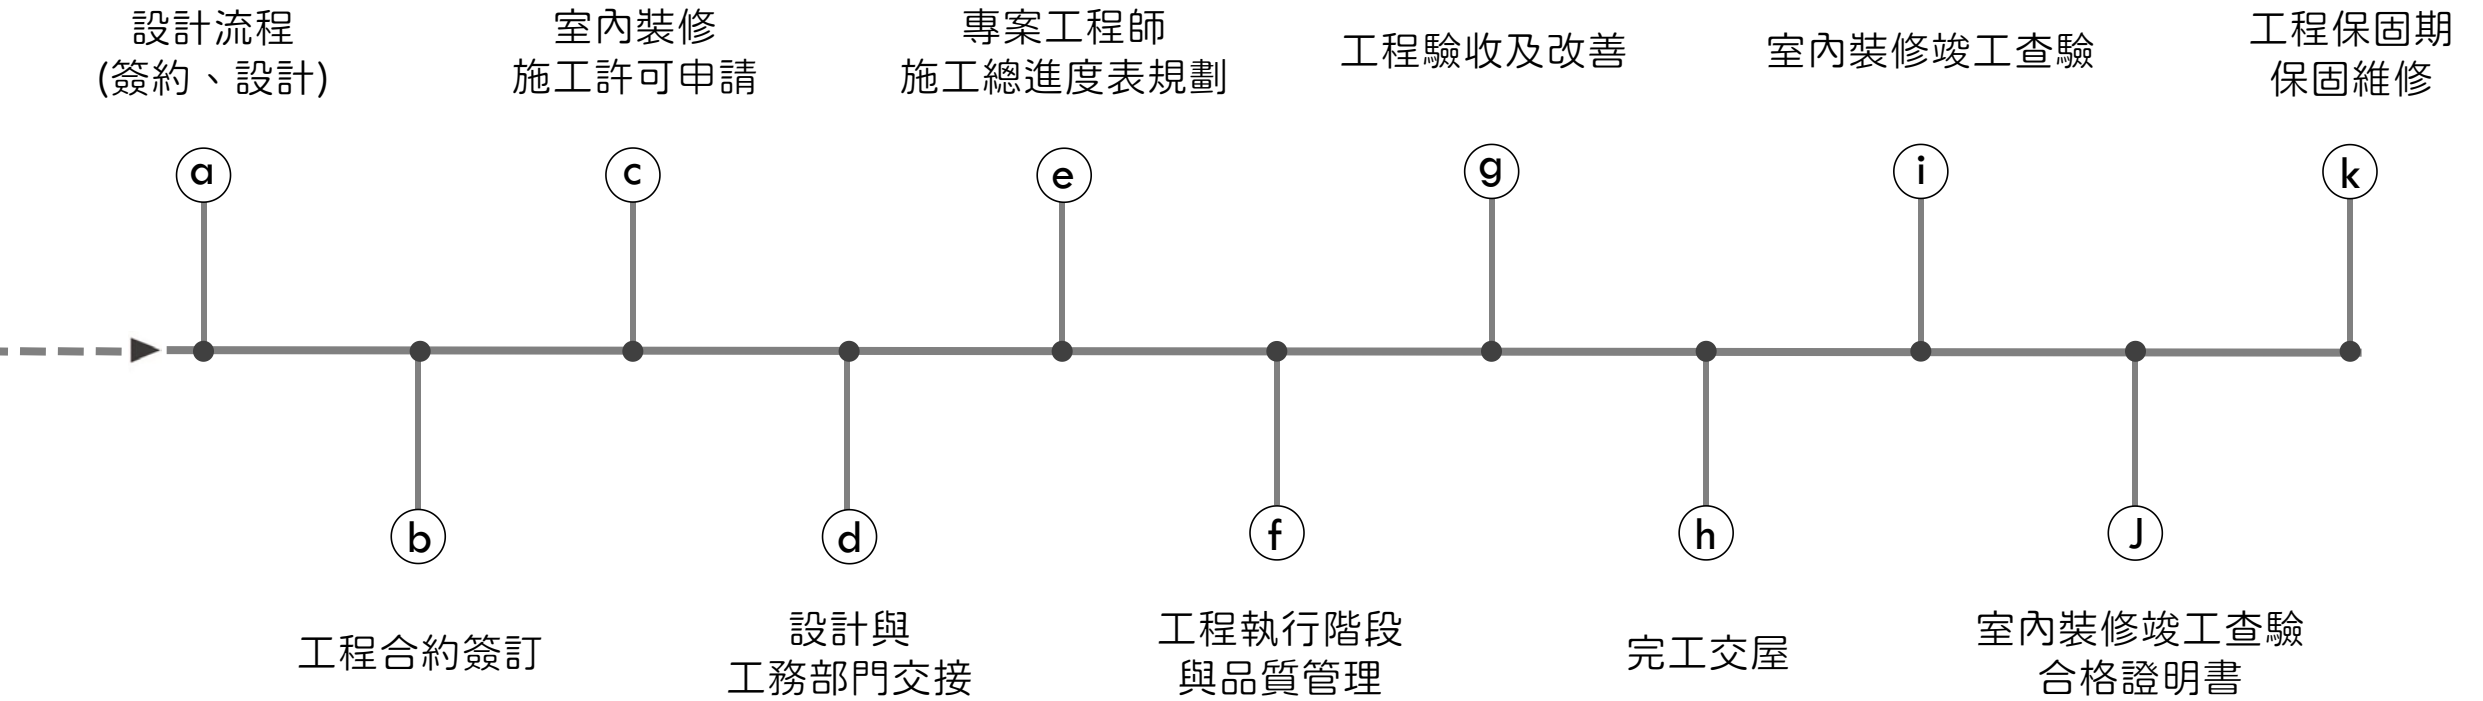 設計流程
(簽約、設計)
a
工程合約簽訂
b
室內裝修
施工許可申請
c
設計與
工務部門交接
d
專案工程師
施工總進度表規劃
e
工程執行階段
與品質管理
f
工程驗收及改善
g
完工交屋
h
室內裝修竣工查驗
i
室內裝修竣工查驗
合格證明書
J
工程保固期
保固維修
k